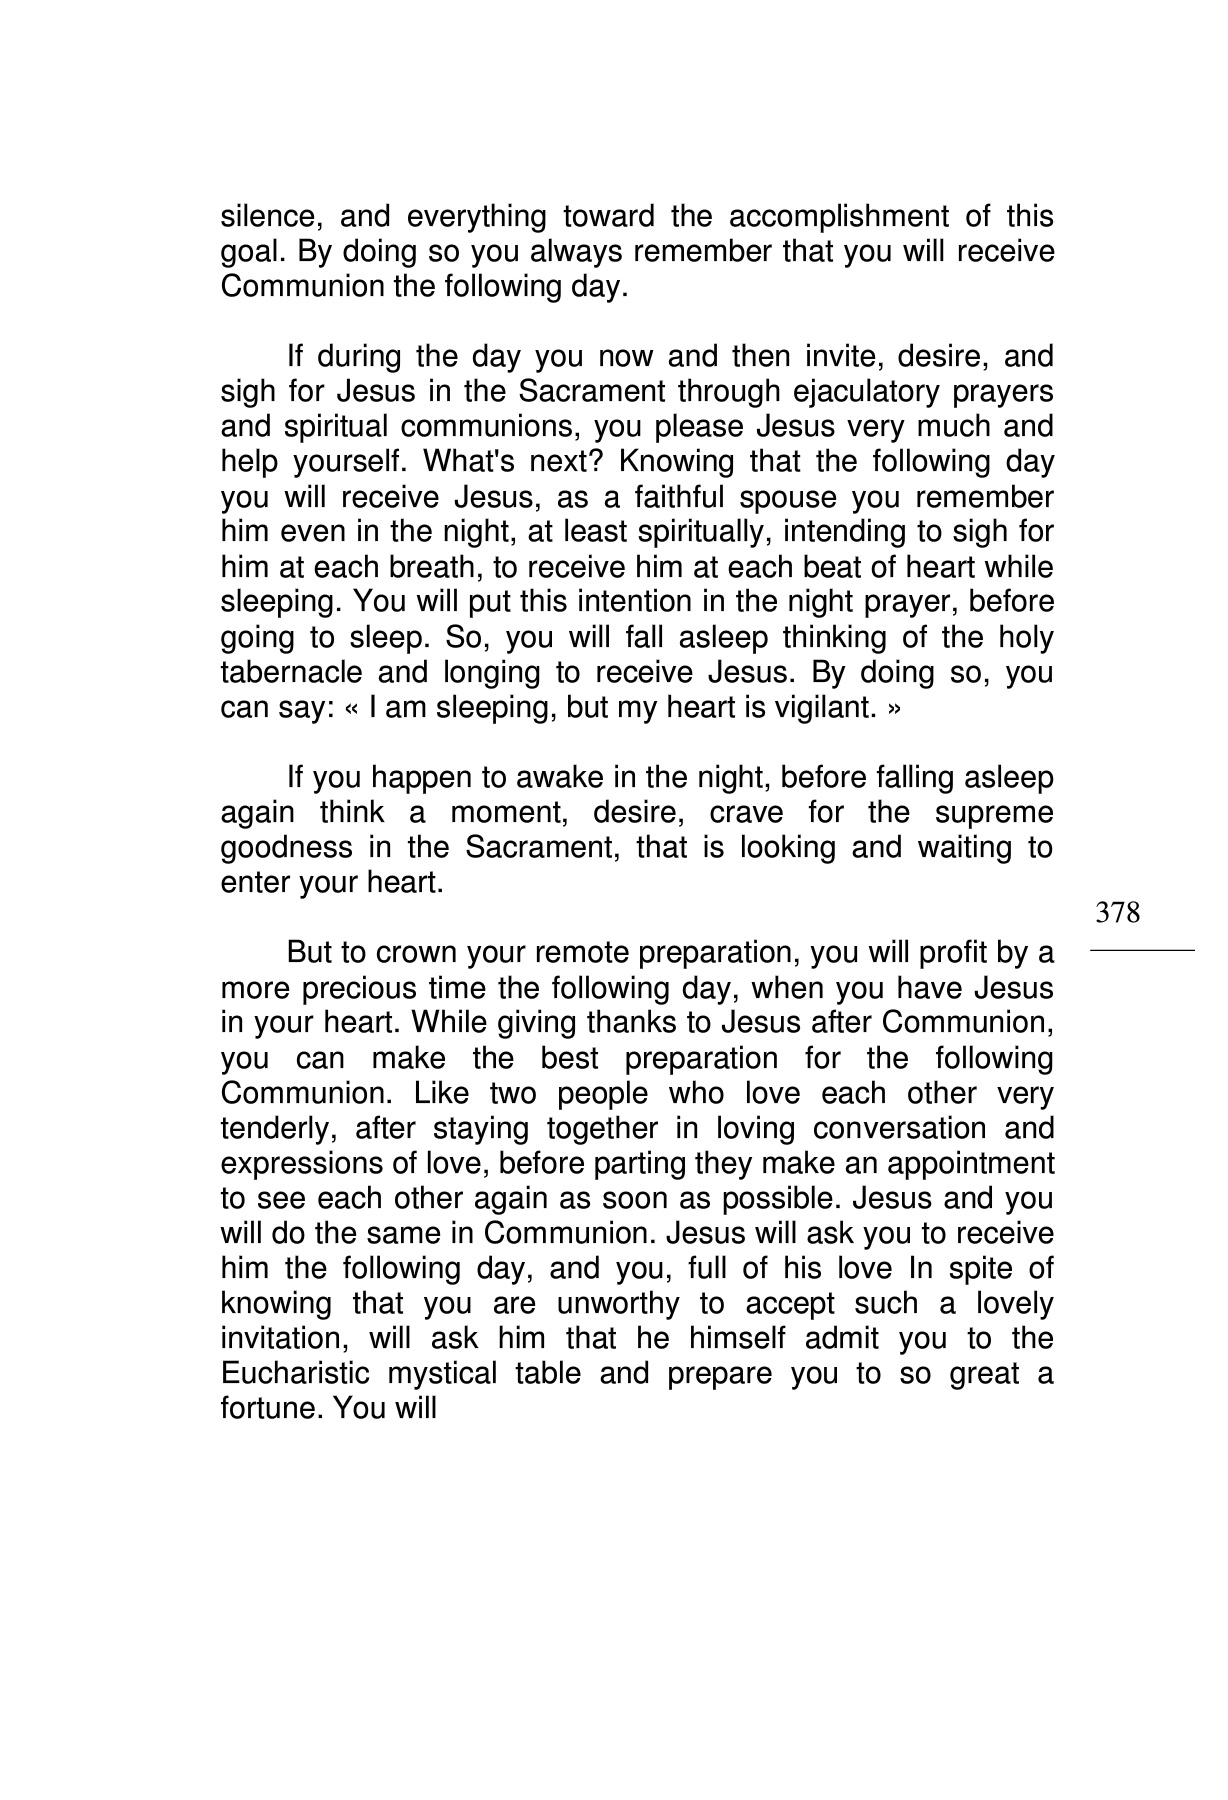 silence, and everything toward the accomplishment of this
goal. By doing so you always remember that you will receive
Communion the following day.
If during the day you now and then invite, desire, and
sigh for Jesus in the Sacrament through ejaculatory prayers
and spiritual communions, you please Jesus very much and
help yourself. What's next? Knowing that the following day
you will receive Jesus, as a faithful spouse you remember
him even in the night, at least spiritually, intending to sigh for
him at each breath, to receive him at each beat of heart while
sleeping. You will put this intention in the night prayer, before
going to sleep. So, you will fall asleep thinking of the holy
tabernacle and longing to receive Jesus. By doing so, you
can say: « I am sleeping, but my heart is vigilant. »
If you happen to awake in the night, before falling asleep
again think a moment, desire, crave for the supreme
goodness in the Sacrament, that is looking and waiting to
enter your heart.
378
But to crown your remote preparation, you will profit by a
more precious time the following day, when you have Jesus
in your heart. While giving thanks to Jesus after Communion,
you can make the best preparation for the following
Communion. Like two people who love each other very
tenderly, after staying together in loving conversation and
expressions of love, before parting they make an appointment
to see each other again as soon as possible. Jesus and you
will do the same in Communion. Jesus will ask you to receive
him the following day, and you, full of his love In spite of
knowing that you are unworthy to accept such a lovely
invitation, will ask him that he himself admit you to the
Eucharistic mystical table and prepare you to so great a
fortune. You will